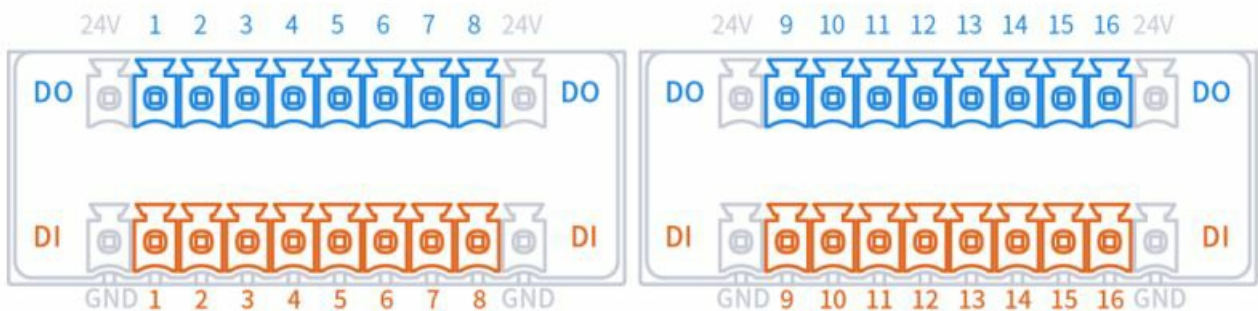 24V 1 2 3 4 5 6 7 8 24V 24V 9 10 11 12 13 14 15 16 24V
DO DO DO DO
DI DI DI DI
GND 1 2 3 4 5 6 7 8 GND GND 9 10 11 12 13 14 15 16 GND